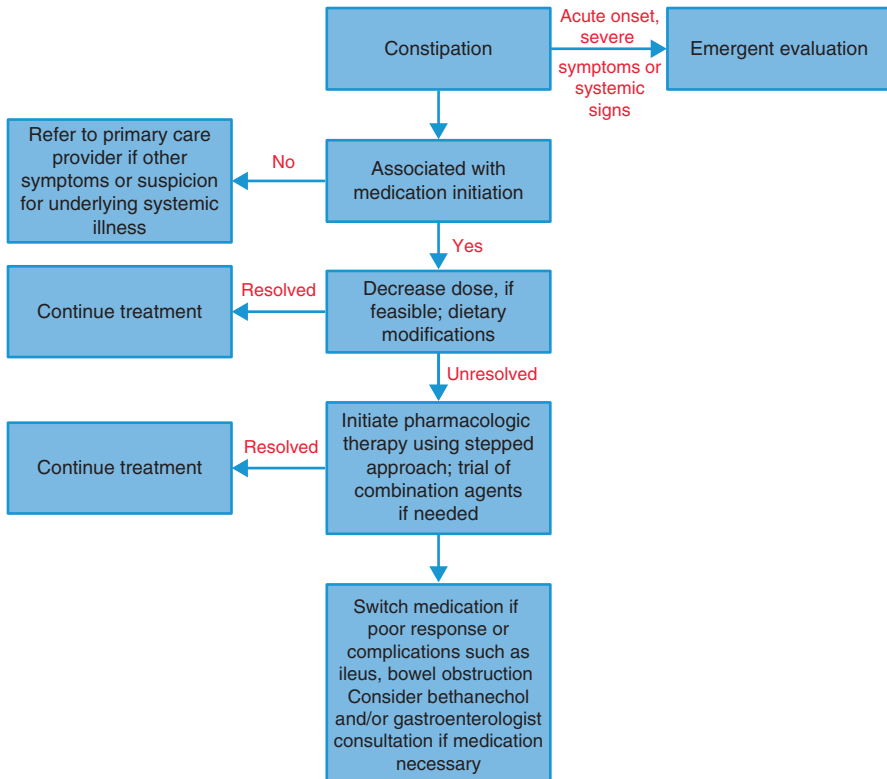 Constipation
Acute onset,
severe
symptoms or
systemic
signs
Emergent evaluation
Refer to primary care
provider if other
symptoms or suspicion
for underlying systemic
illness
No
Associated with
medication initiation
Yes
Continue treatment
Resolved
Decrease dose, if
feasible; dietary
modifications
Unresolved
Continue treatment
Resolved
Initiate pharmacologic
therapy using stepped
approach; trial of
combination agents
if needed
Switch medication if
poor response or
complications such as
ileus, bowel obstruction
Consider bethanechol
and/or gastroenterologist
consultation if medication
necessary